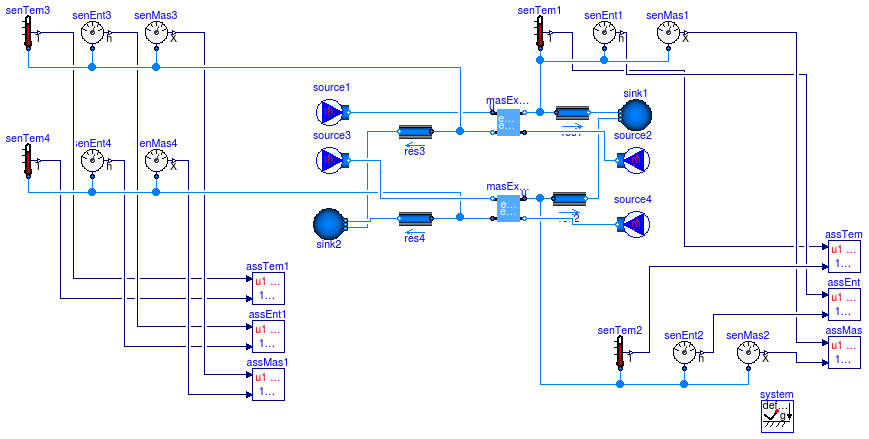 senTem3
senEnt3
senMas3
senTem1
senEnt1
senMas1
T
h
X
T
h
X
source1
masEx...
sink1
e...
e...
res3
source3
source2
senTem4
senEnt4
senMas4
T
h
X
masEx...
source4
e...
e...
sink2
res4
assTem1
u1 ...
1...
assEnt1
u1 ...
1...
assMas1
u1 ...
1...
assTem
u1 ...
1...
assEnt
u1 ...
1...
assMas
u1 ...
1...
senTem2
senEnt2
senMas2
T
h
X
system
def...
g